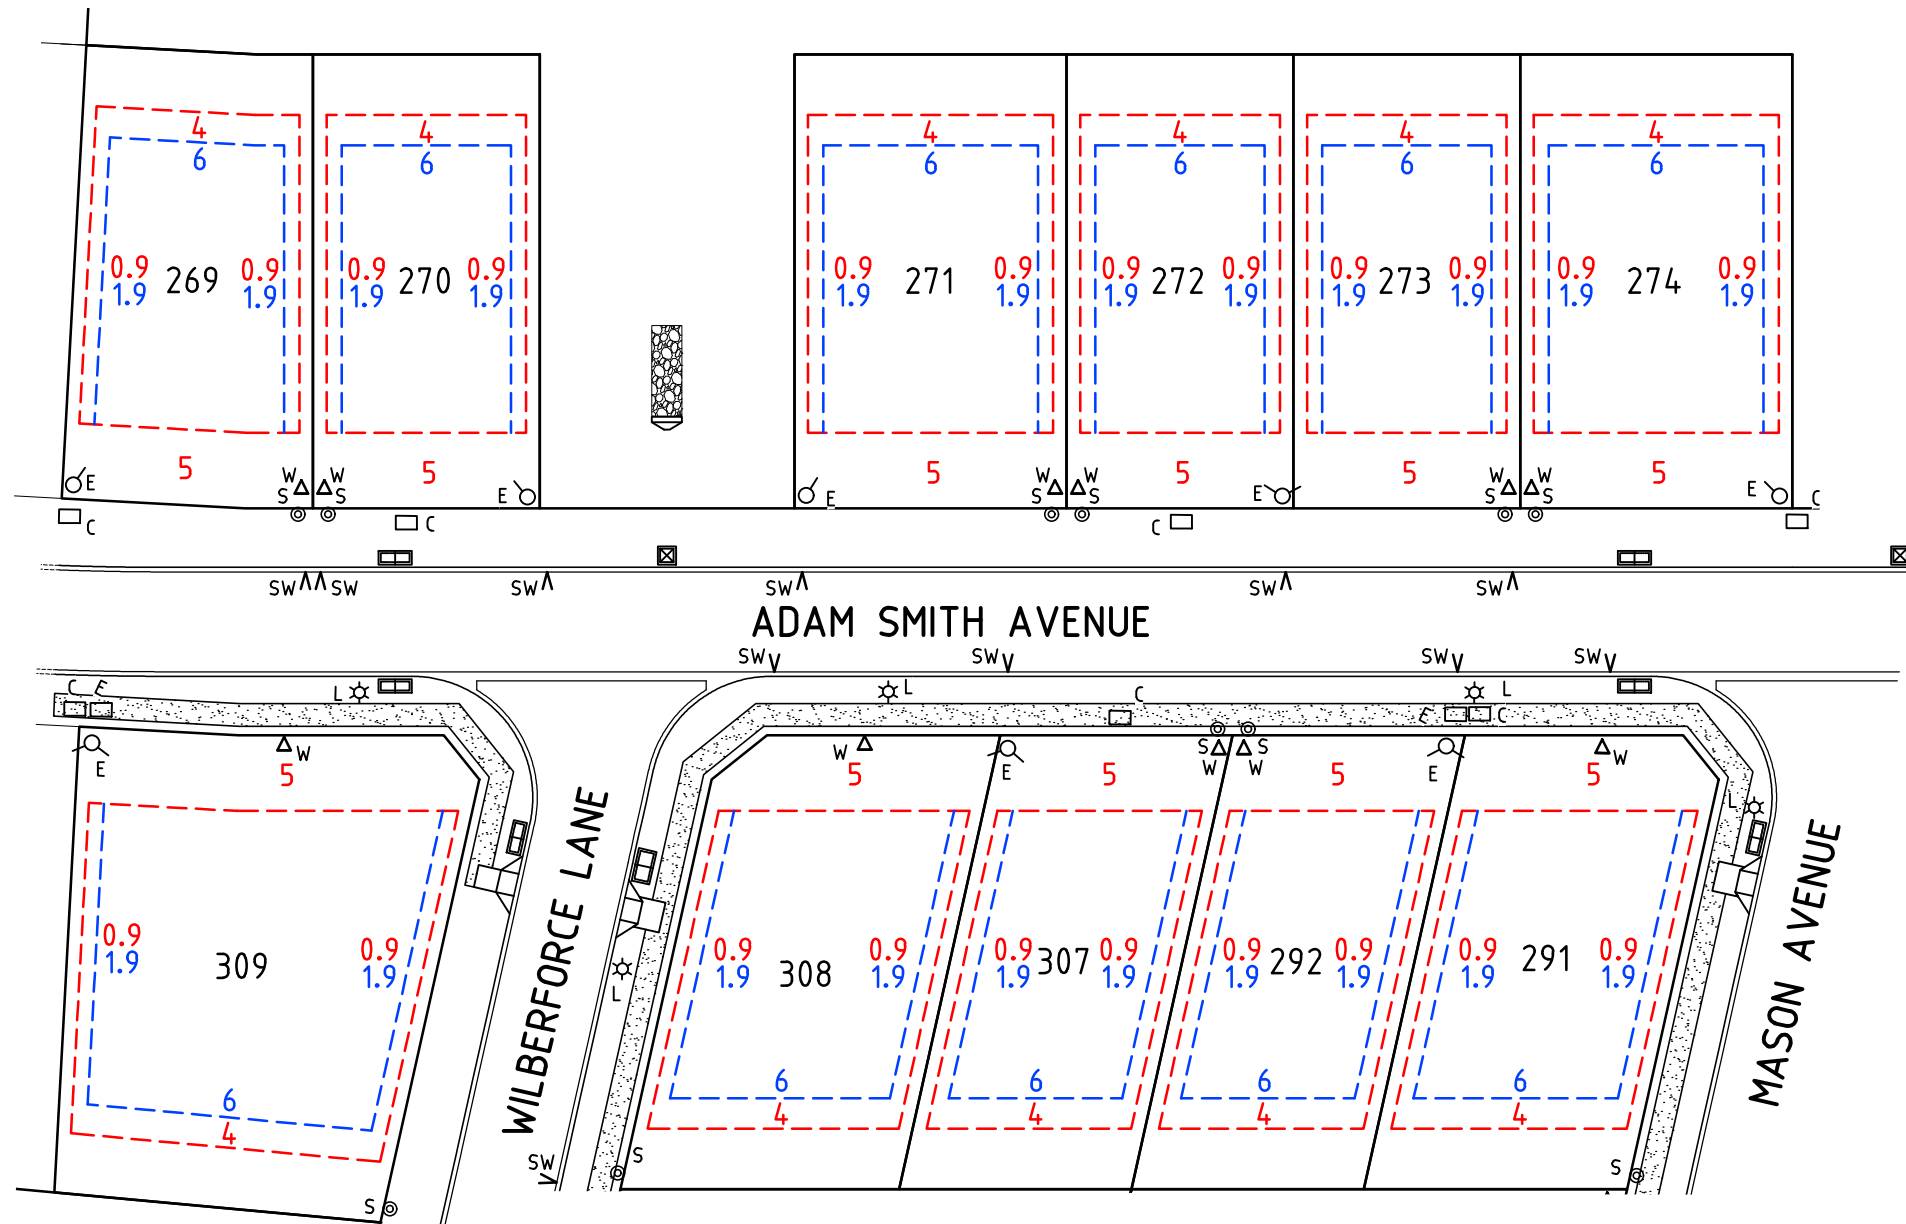 4 4 4 4 4 4
6 6 6 6 6 6
0.9 269 0.9 0.9 270 0.9 0.9 271 0.9 0.9 272 0.9 0.9 273 0.9 0.9 274 0.9
1.9 1.9 1.9 1.9 1.9 1.9 1.9 1.9 1.9 1.9 1.9 1.9
5 5 5 5 5 5
E W W E E W W E W W E C
S S S S S S
C C C
SW SW SW SW SW SW
ADAM SMITH AVENUE
SW SW SW SW
C E L L C E C L
W E S W W S E W
5 5 5 5 5
L
WILBERFORCE LANE
MASON AVENUE
0.9 0.9 0.9 0.9 0.9 0.9 0.9 0.9 0.9 0.9
1.9 309 1.9 1.9 308 1.9 1.9 307 1.9 1.9 292 1.9 1.9 291 1.9
L
6 6 6 6 6
4 4 4 4 4
SW S S
S